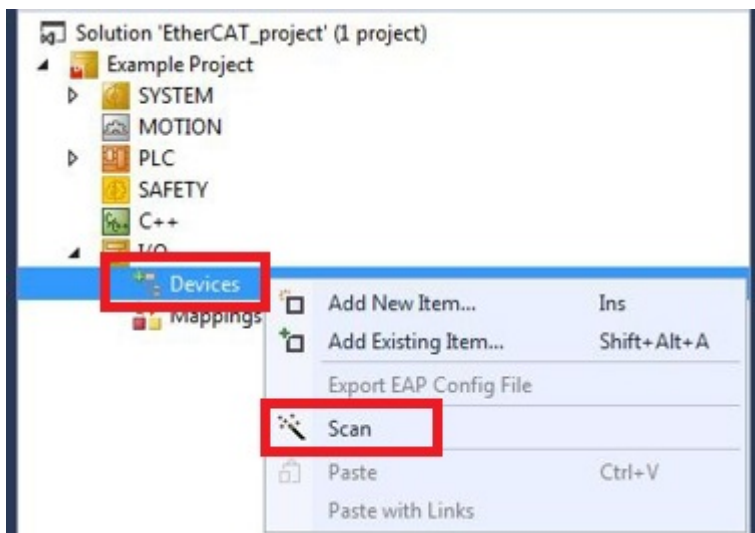 Solution 'EtherCAT_project' (1 project)
Example Project
SYSTEM
MOTION
PLC
SAFETY
C++
I/O
Devices
Mappings
Add New Item... Ins
Add Existing Item... Shift+Alt+A
Export EAP Config File
Scan
Paste Ctrl+V
Paste with Links